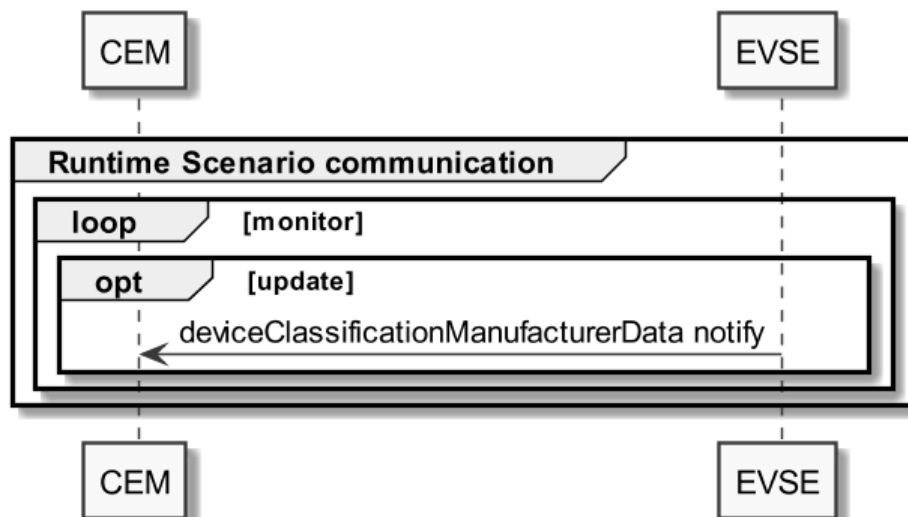 CEM EVSE
Runtime Scenario communication
loop [monitor]
opt [update]
deviceClassificationManufacturerData notify
CEM EVSE